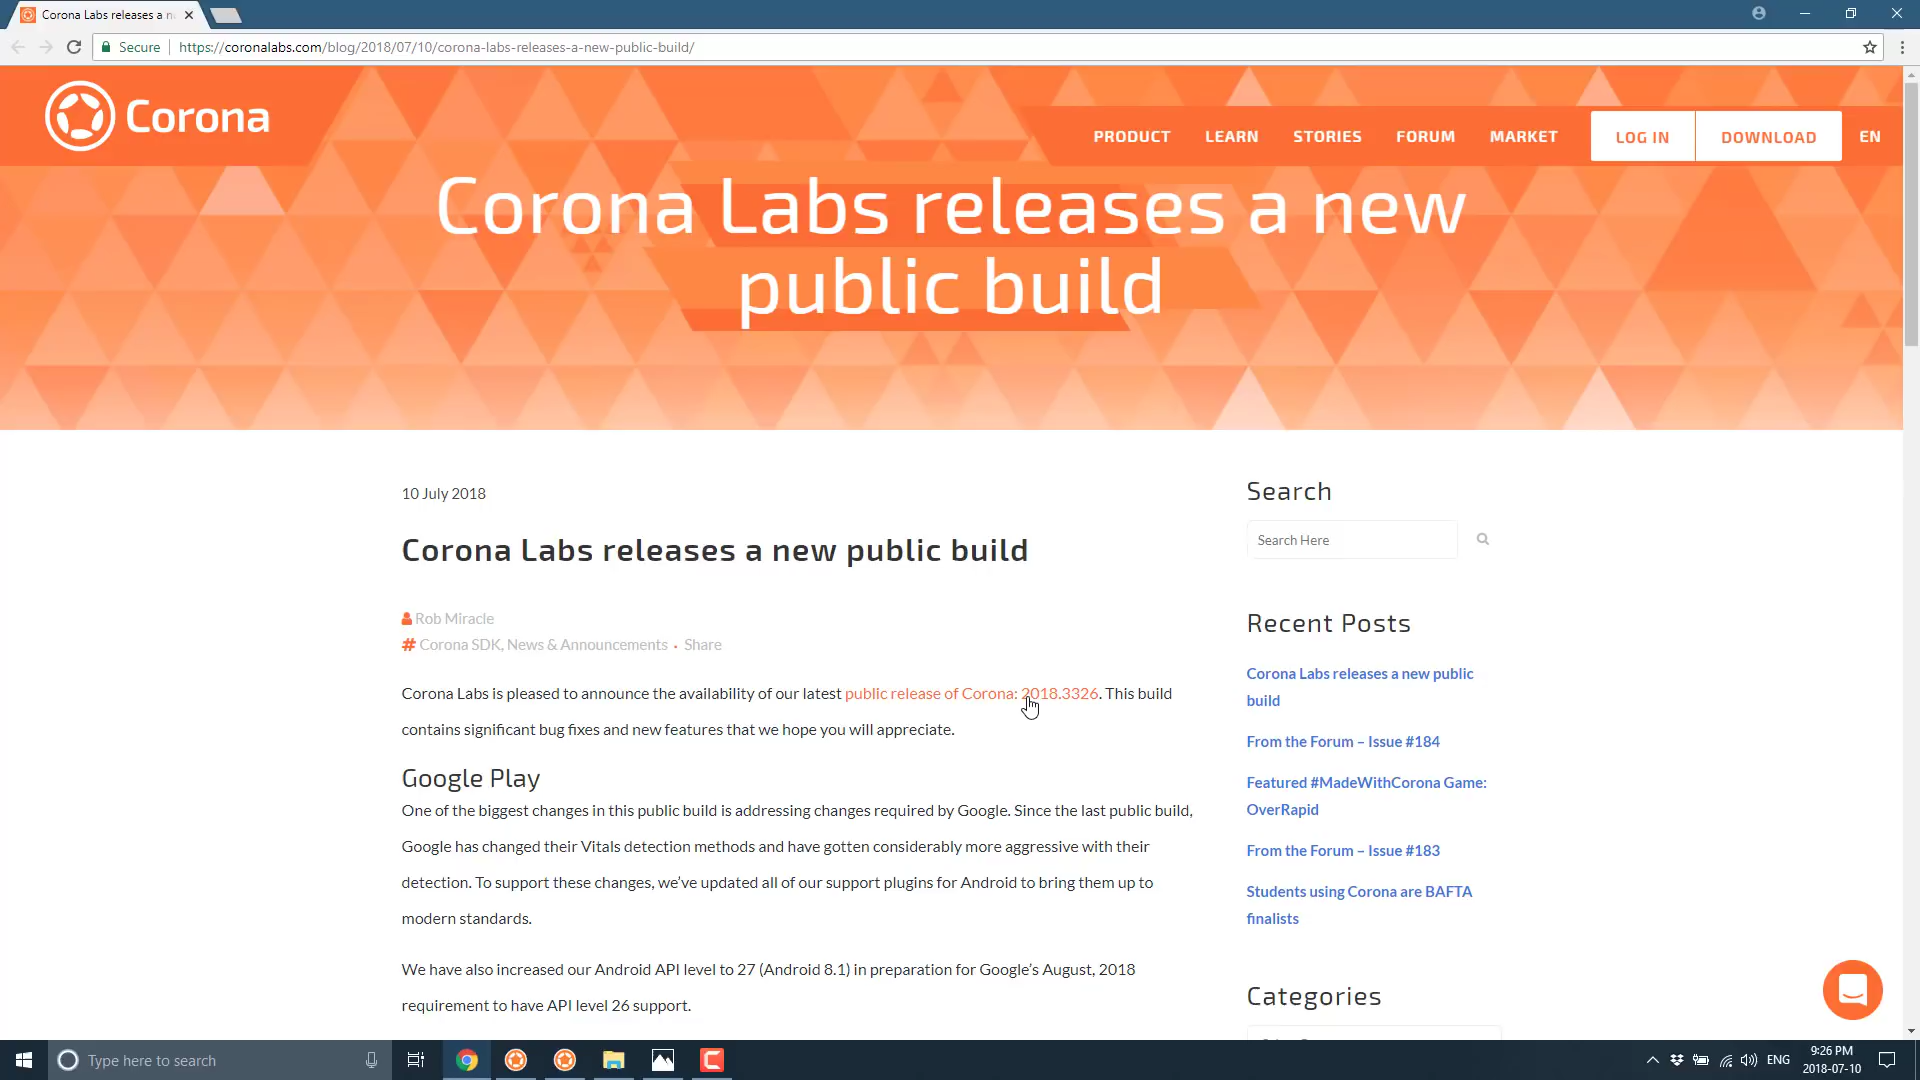 Corona Labs releases a n
Secure
https://coronalabs.com/blog/2018/07/10/corona-labs-releases-a-new-public-build/
Corona
PRODUCT LEARN STORIES FORUM MARKET LOG IN DOWNLOAD EN
Corona Labs releases a new
public build
10 July 2018
Corona Labs releases a new public build
Rob Miracle
# Corona SDK, News & Announcements • Share
Corona Labs is pleased to announce the availability of our latest public release of Corona: 2018.3326. This build
contains significant bug fixes and new features that we hope you will appreciate.
Google Play
One of the biggest changes in this public build is addressing changes required by Google. Since the last public build,
Google has changed their Vitals detection methods and have gotten considerably more aggressive with their
detection. To support these changes, we've updated all of our support plugins for Android to bring them up to
modern standards.
We have also increased our Android API level to 27 (Android 8.1) in preparation for Google's August, 2018
requirement to have API level 26 support.
Search
Search Here
Recent Posts
Corona Labs releases a new public
build
From the Forum – Issue #184
Featured #MadeWithCorona Game:
OverRapid
From the Forum – Issue #183
Students using Corona are BAFTA
finalists
Categories
Type here to search
ENG
9:26 PM
2018-07-10